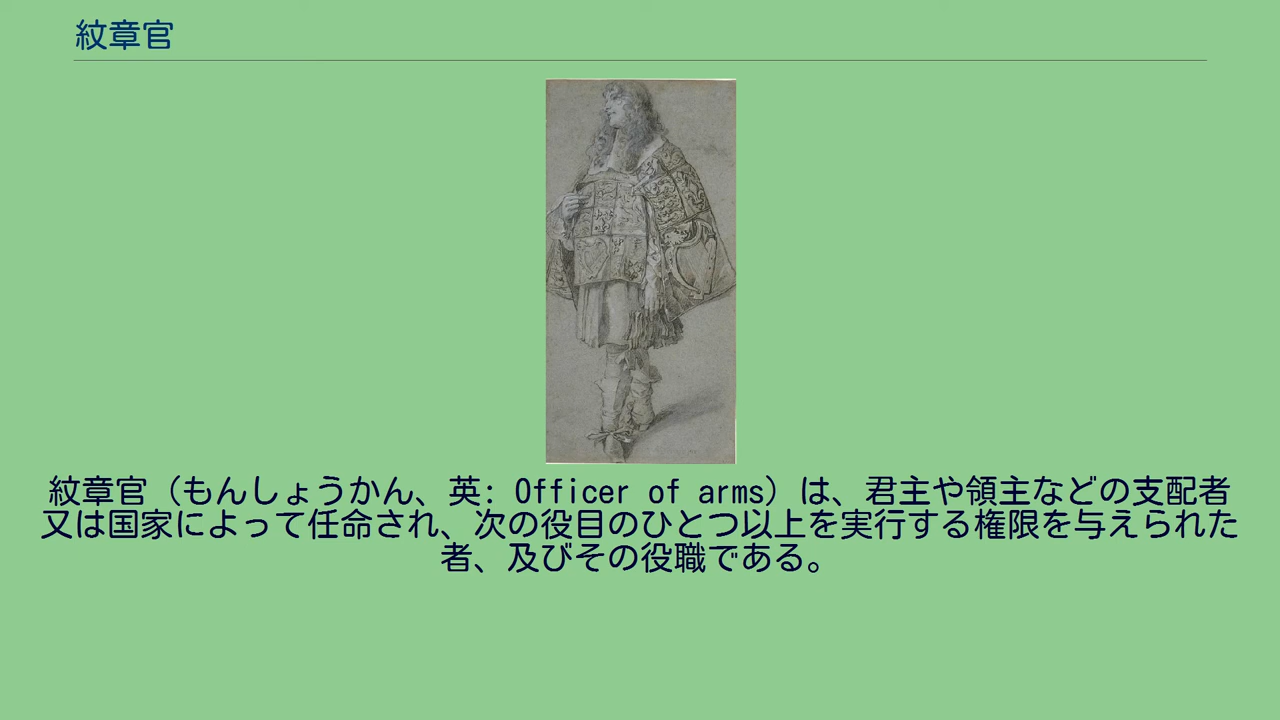 紋章官
紋章官（もんしょうかん、英: Officer of arms）は、君主や領主などの支配者
又は国家によって任命され、次の役目のひとつ以上を実行する権限を与えられた
者、及びその役職である。